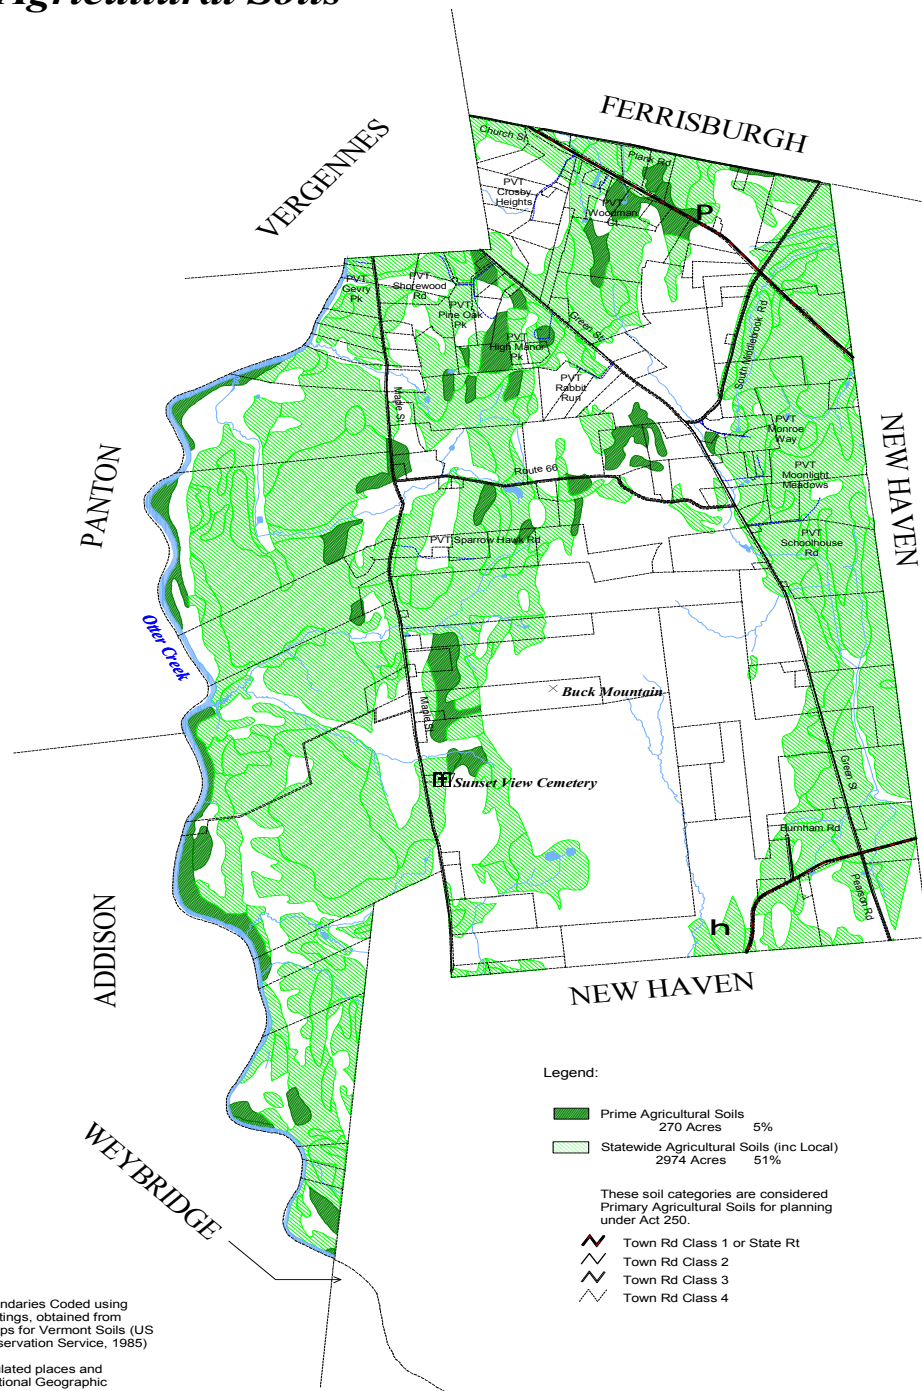 Agricultural Soils
FERRISBURGH
VERGENNES
Church St
Plank Rd
PVT
Crosby
Heights
PVT
Woodman
Ct
P
PVT
Gevry
Pk
PVT
Shorewood
Rd
PVT
Pine Oak
Pk
Green St
PVT
High Manor
Pk
South Middlebrook Rd
PVT
Rabbit
Run
Maple St
PVT
Monroe
Way
NEW HAVEN
PANTON
Route 66
PVT
Moonlight
Meadows
PVT Sparrow Hawk Rd
PVT
Schoolhouse
Rd
Otter Creek
Buck Mountain
Maple St
Sunset View Cemetery
Green St
Burnham Rd
Pearson Rd
ADDISON
h
NEW HAVEN
WEYBRIDGE
Legend:
Prime Agricultural Soils
270 Acres 5%
Statewide Agricultural Soils (inc Local)
2974 Acres 51%
These soil categories are considered
Primary Agricultural Soils for planning
under Act 250.
Town Rd Class 1 or State Rt
Town Rd Class 2
Town Rd Class 3
Town Rd Class 4
ndaries Coded using
tings, obtained from
ps for Vermont Soils (US
servation Service, 1985)
ulated places and
tional Geographic